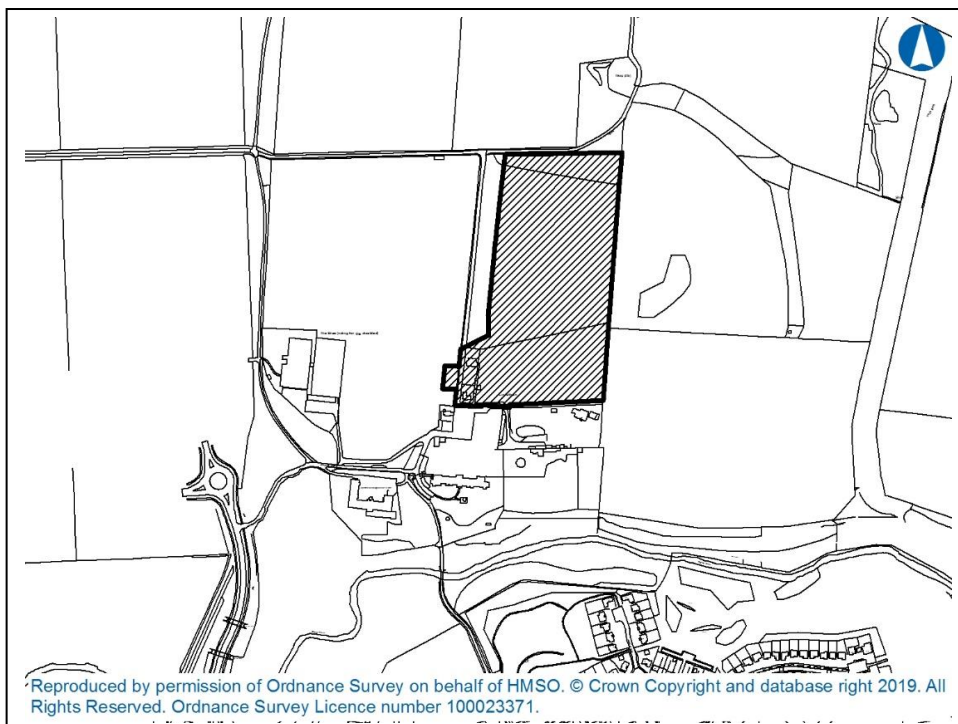 Reproduced by permission of Ordnance Survey on behalf of HMSO. © Crown Copyright and database right 2019. All
Rights Reserved. Ordnance Survey Licence number 100023371.